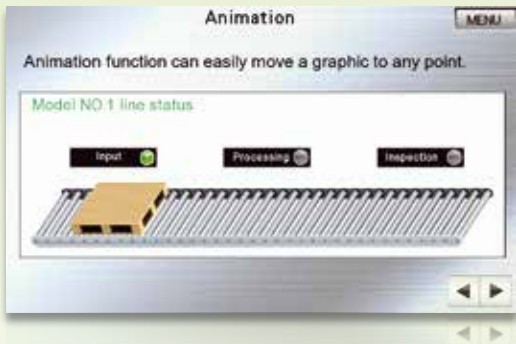 Animation
MENU
Animation function can easily move a graphic to any point.
Model NO.1 line status
Input
Processing
Inspection